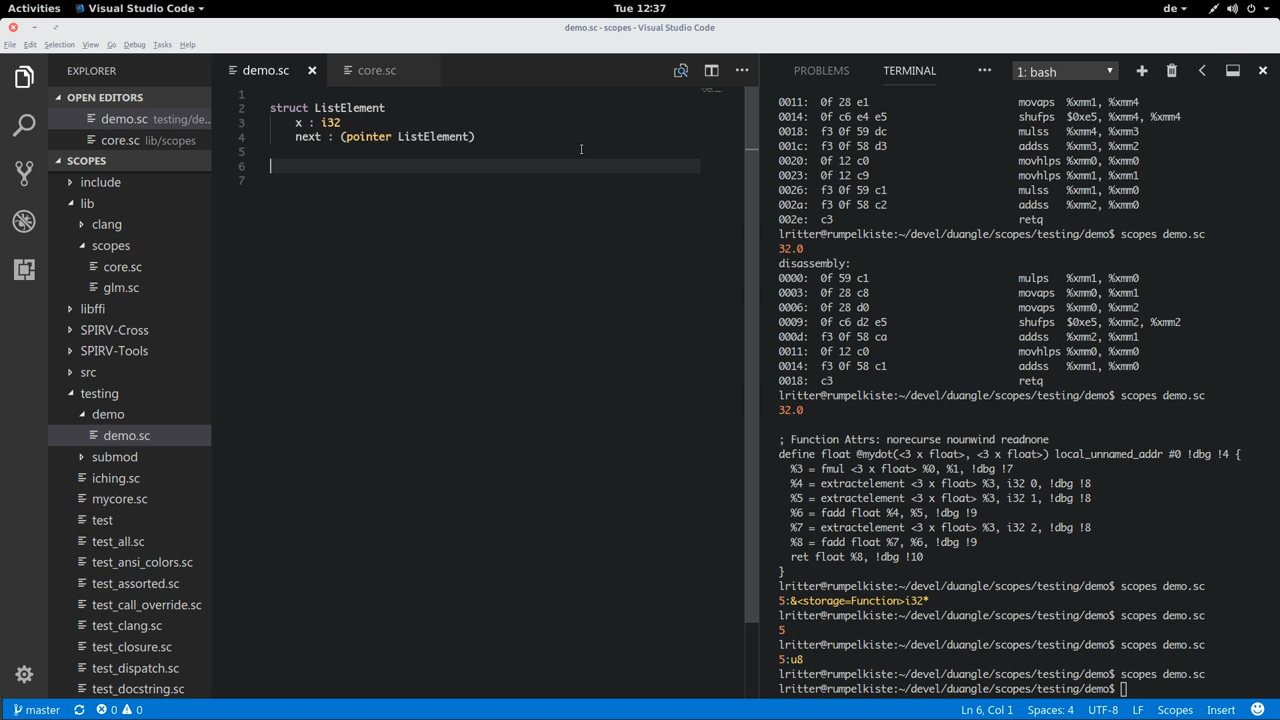 Activities Visual Studio Code Tue 12:37 de
demo.sc - scopes - Visual Studio Code
File Edit Selection View Go Debug Tasks Help
EXPLORER
OPEN EDITORS
demo.sc testing/de...
core.sc lib/scopes
SCOPES
include
lib
clang
scopes
core.sc
glm.sc
libffi
SPIRV-Cross
SPIRV-Tools
src
testing
demo
demo.sc
submod
iching.sc
mycore.sc
test
test_all.sc
test_ansi_colors.sc
test_assorted.sc
test_call_override.sc
test_clang.sc
test_closure.sc
test_dispatch.sc
test_docstring.sc
demo.sc core.sc
1
2 struct ListElement
3 x : i32
4 next : (pointer ListElement)
5
6
7
PROBLEMS TERMINAL 1: bash
0011: 0f 28 e1 movaps %xmm1, %xmm4
0014: 0f c6 e4 e5 shufps $0xe5, %xmm4, %xmm4
0018: f3 0f 59 dc mulss %xmm4, %xmm3
001c: f3 0f 58 d3 addss %xmm3, %xmm2
0020: 0f 12 c0 movhlps %xmm0, %xmm0
0023: 0f 12 c9 movhlps %xmm1, %xmm1
0026: f3 0f 59 c1 mulss %xmm1, %xmm0
002a: f3 0f 58 c2 addss %xmm2, %xmm0
002e: c3 retq
lritter@rumpelkiste:~/devel/duangle/scopes/testing/demo$ scopes demo.sc
32.0
disassembly:
0000: 0f 59 c1 mulps %xmm1, %xmm0
0003: 0f 28 c8 movaps %xmm0, %xmm1
0006: 0f 28 d0 movaps %xmm0, %xmm2
0009: 0f c6 d2 e5 shufps $0xe5, %xmm2, %xmm2
000d: f3 0f 58 ca addss %xmm2, %xmm1
0011: 0f 12 c0 movhlps %xmm0, %xmm0
0014: f3 0f 58 c1 addss %xmm1, %xmm0
0018: c3 retq
lritter@rumpelkiste:~/devel/duangle/scopes/testing/demo$ scopes demo.sc
32.0
; Function Attrs: norecurse nounwind readnone
define float @mydot(<3 x float>, <3 x float>) local_unnamed_addr #0 !dbg !4 {
%3 = fmul <3 x float> %0, %1, !dbg !7
%4 = extractelement <3 x float> %3, i32 0, !dbg !8
%5 = extractelement <3 x float> %3, i32 1, !dbg !8
%6 = fadd float %4, %5, !dbg !9
%7 = extractelement <3 x float> %3, i32 2, !dbg !8
%8 = fadd float %7, %6, !dbg !9
ret float %8, !dbg !10
}
lritter@rumpelkiste:~/devel/duangle/scopes/testing/demo$ scopes demo.sc
5:&<storage=Function>i32*
lritter@rumpelkiste:~/devel/duangle/scopes/testing/demo$ scopes demo.sc
5
lritter@rumpelkiste:~/devel/duangle/scopes/testing/demo$ scopes demo.sc
5:u8
lritter@rumpelkiste:~/devel/duangle/scopes/testing/demo$ scopes demo.sc
lritter@rumpelkiste:~/devel/duangle/scopes/testing/demo$
master 0 0 Ln 6, Col 1 Spaces: 4 UTF-8 LF Scopes Insert